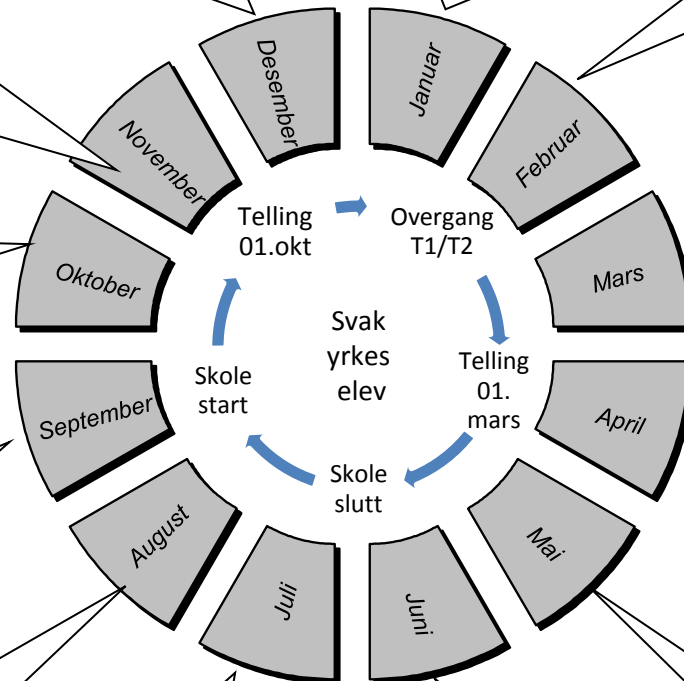 Januar
Februar
Mars
April
Mai
Juni
Juli
August
September
Oktober
November
Desember
Telling
01.okt
Overgang
T1/T2
Telling
01.
mars
Skole
slutt
Skole
start
Svak
yrkes
elev